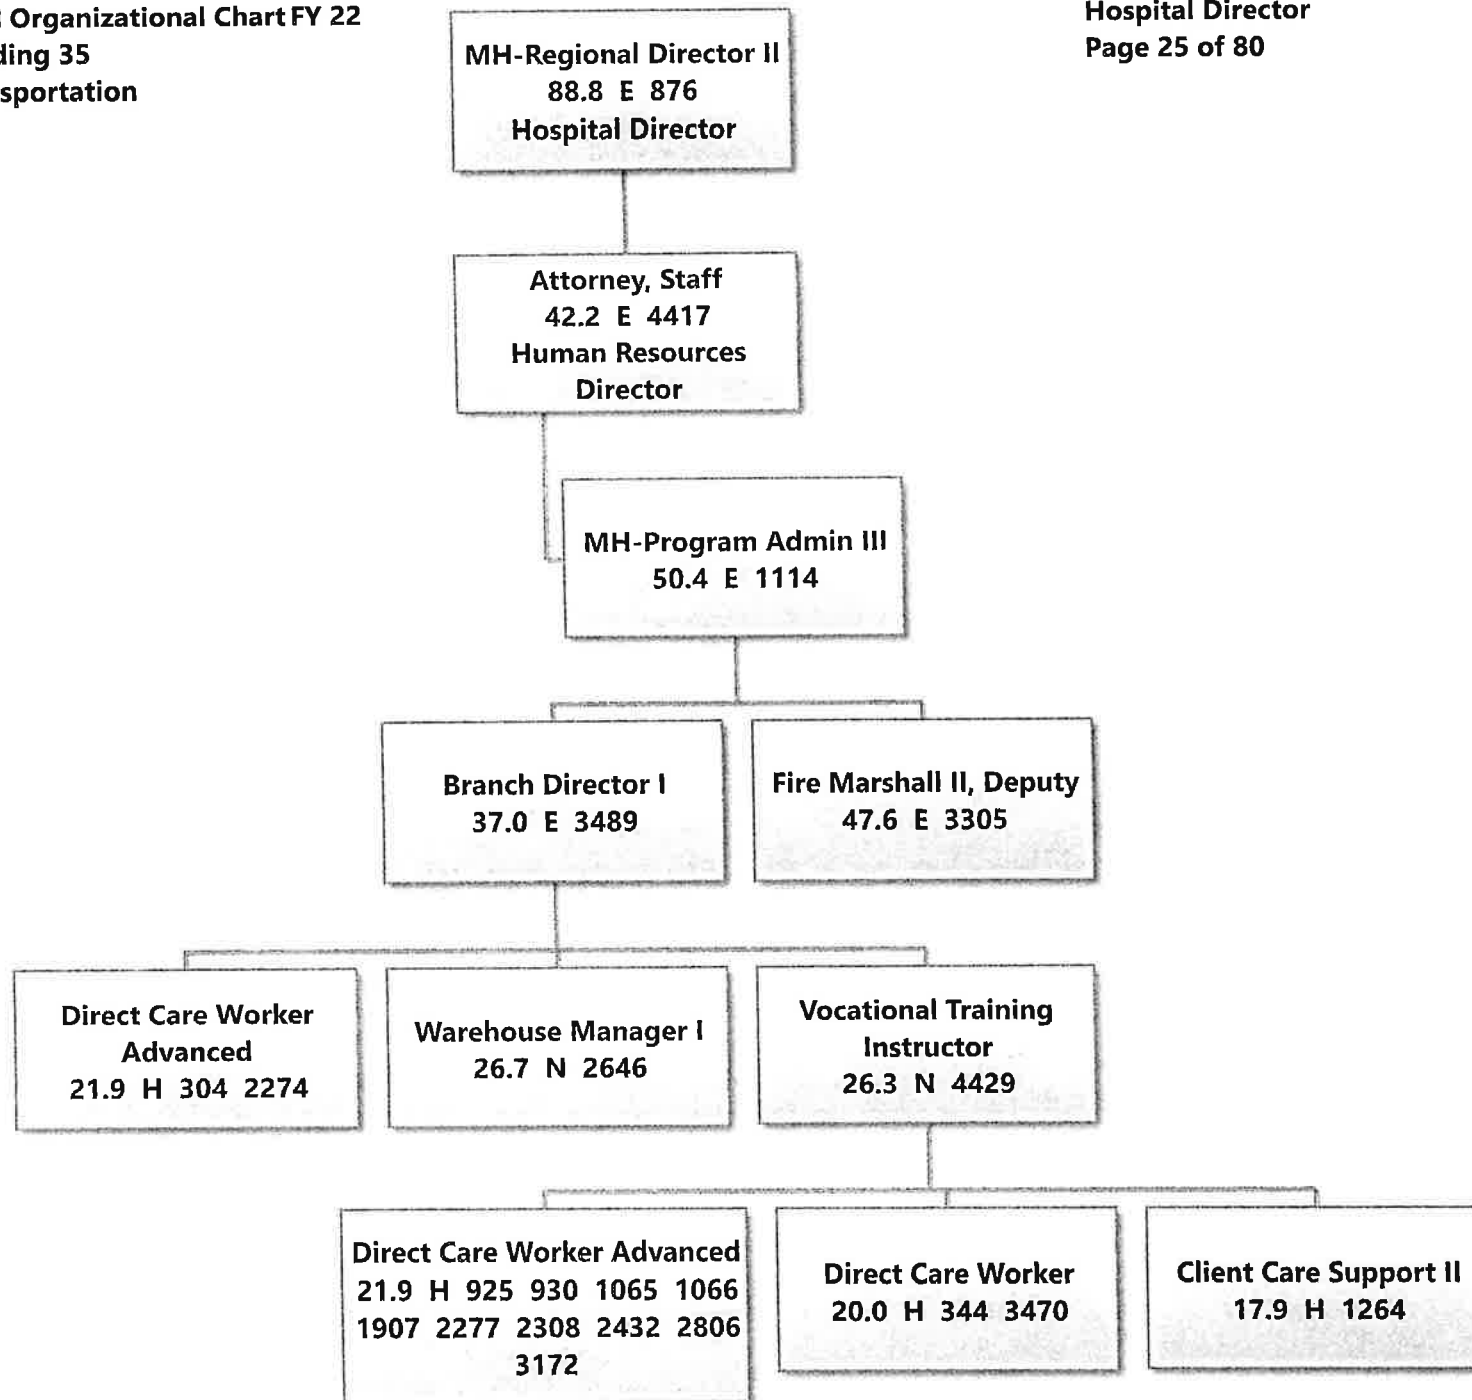 Organizational Chart FY 22
ding 35
sportation
Hospital Director
Page 25 of 80
MH-Regional Director II
88.8 E 876
Hospital Director
Attorney, Staff
42.2 E 4417
Human Resources
Director
MH-Program Admin III
50.4 E 1114
Branch Director I
37.0 E 3489
Fire Marshall II, Deputy
47.6 E 3305
Direct Care Worker
Advanced
21.9 H 304 2274
Warehouse Manager I
26.7 N 2646
Vocational Training
Instructor
26.3 N 4429
Direct Care Worker Advanced
21.9 H 925 930 1065 1066
1907 2277 2308 2432 2806
3172
Direct Care Worker
20.0 H 344 3470
Client Care Support II
17.9 H 1264